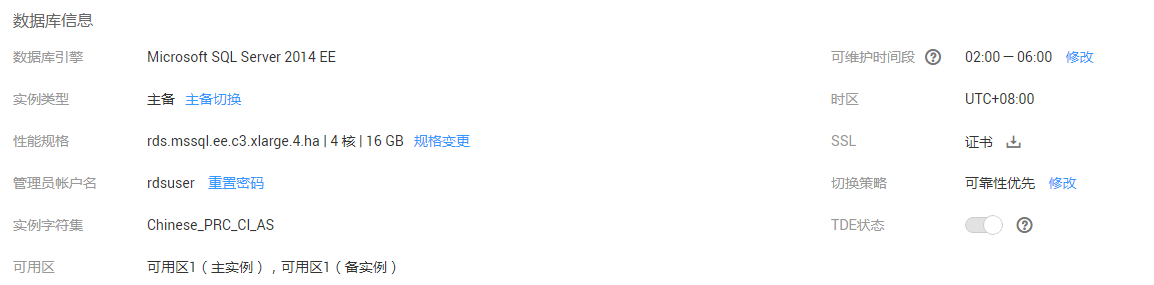 数据库信息
数据库引擎 Microsoft SQL Server 2014 EE 可维护时间段 ? 02:00 — 06:00 修改
实例类型 主备 主备切换 时区 UTC+08:00
性能规格 rds.mssql.ee.c3.xlarge.4.ha | 4 核 | 16 GB 规格变更 SSL 证书
管理员帐户名 rdsuser 重置密码 切换策略 可靠性优先 修改
实例字符集 Chinese_PRC_CI_AS TDE状态 ?
可用区 可用区1（主实例），可用区1（备实例）